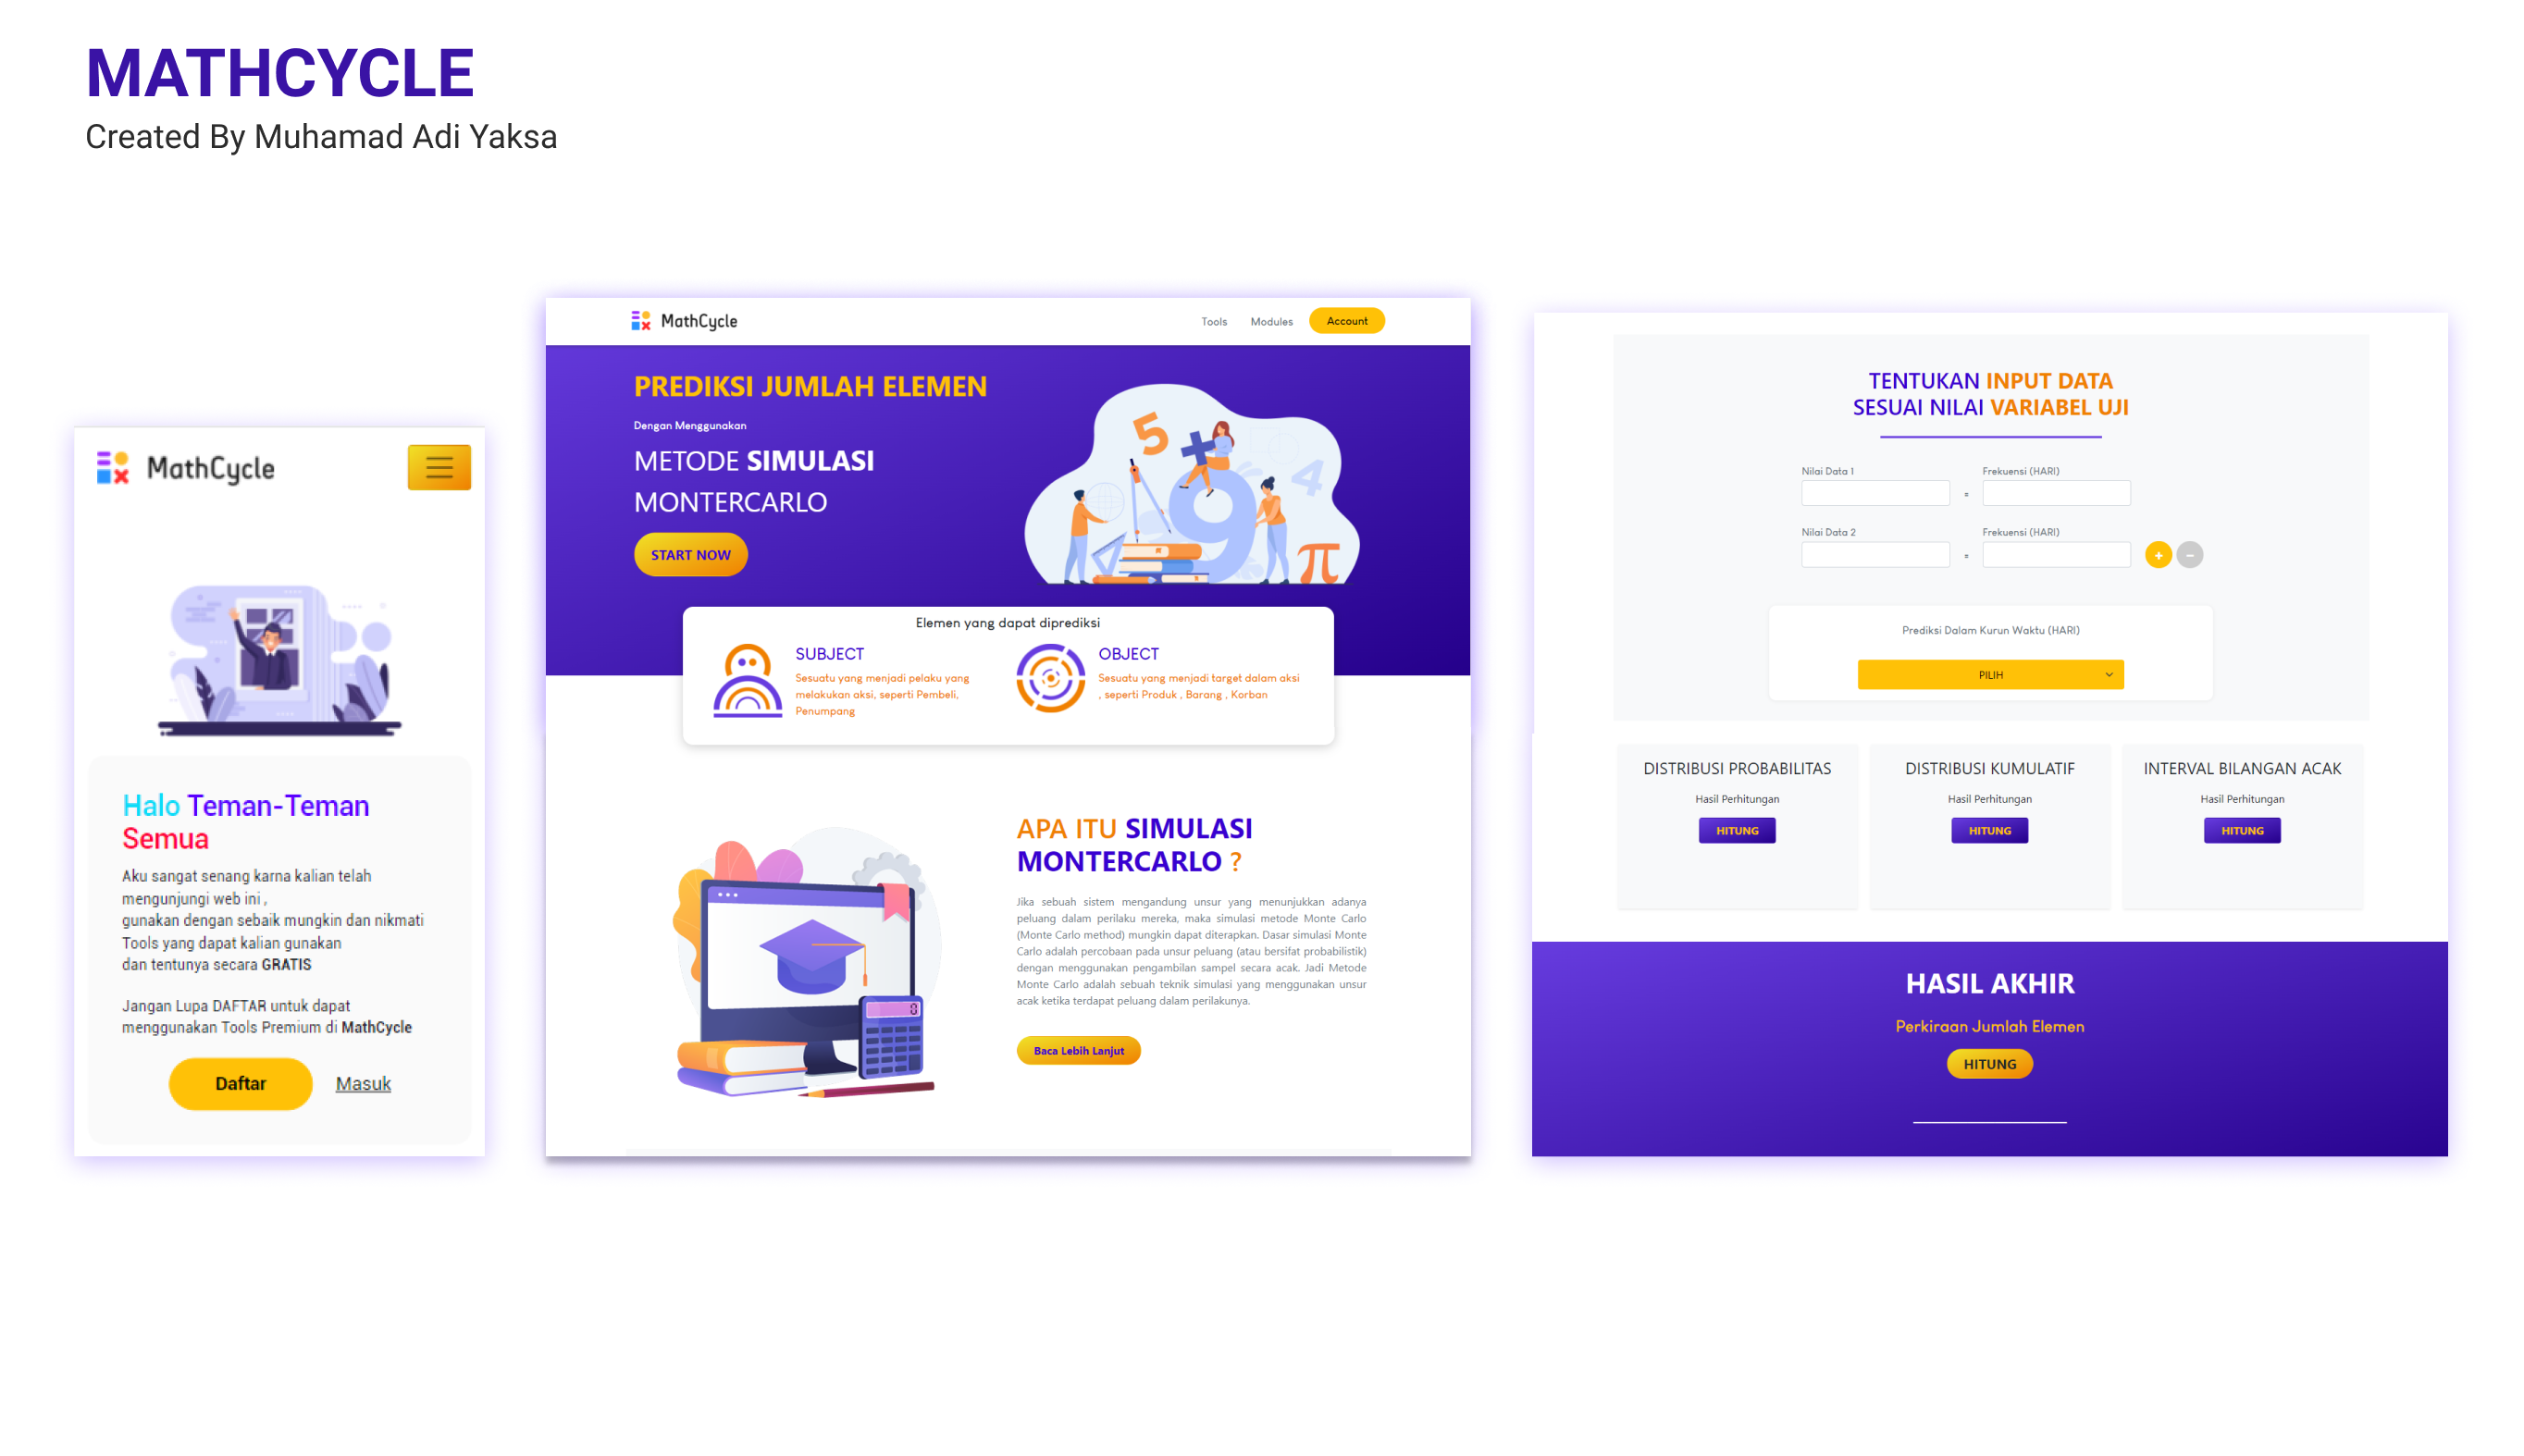 MATHCYCLE
Created By Muhamad Adi Yaksa
MathCycle
Halo Teman-Teman
Semua
Aku sangat senang karna kalian telah
mengunjungi web ini ,
gunakan dengan sebaik mungkin dan nikmati
Tools yang dapat kalian gunakan
dan tentunya secara GRATIS
Jangan Lupa DAFTAR untuk dapat
menggunakan Tools Premium di MathCycle
Daftar Masuk
MathCycle
Tools Modules Account
PREDIKSI JUMLAH ELEMEN
Dengan Menggunakan
METODE SIMULASI
MONTERCARLO
START NOW
5
+
4
9
π
Elemen yang dapat diprediksi
SUBJECT
Sesuatu yang menjadi pelaku yang
melakukan aksi, seperti Pembeli,
Penumpang
OBJECT
Sesuatu yang menjadi target dalam aksi
, seperti Produk , Barang , Korban
APA ITU SIMULASI
MONTERCARLO ?
Jika sebuah sistem mengandung unsur yang menunjukkan adanya
peluang dalam perilaku mereka, maka simulasi metode Monte Carlo
(Monte Carlo method) mungkin dapat diterapkan. Dasar simulasi Monte
Carlo adalah percobaan pada unsur peluang (atau bersifat probabilistik)
dengan menggunakan pengambilan sampel secara acak. Jadi Metode
Monte Carlo adalah sebuah teknik simulasi yang menggunakan unsur
acak ketika terdapat peluang dalam perilakunya.
Baca Lebih Lanjut
8
TENTUKAN INPUT DATA
SESUAI NILAI VARIABEL UJI
Nilai Data 1 Frekuensi (HARI)
=
Nilai Data 2 Frekuensi (HARI)
= + −
Prediksi Dalam Kurun Waktu (HARI)
PILIH
DISTRIBUSI PROBABILITAS
Hasil Perhitungan
HITUNG
DISTRIBUSI KUMULATIF
Hasil Perhitungan
HITUNG
INTERVAL BILANGAN ACAK
Hasil Perhitungan
HITUNG
HASIL AKHIR
Perkiraan Jumlah Elemen
HITUNG